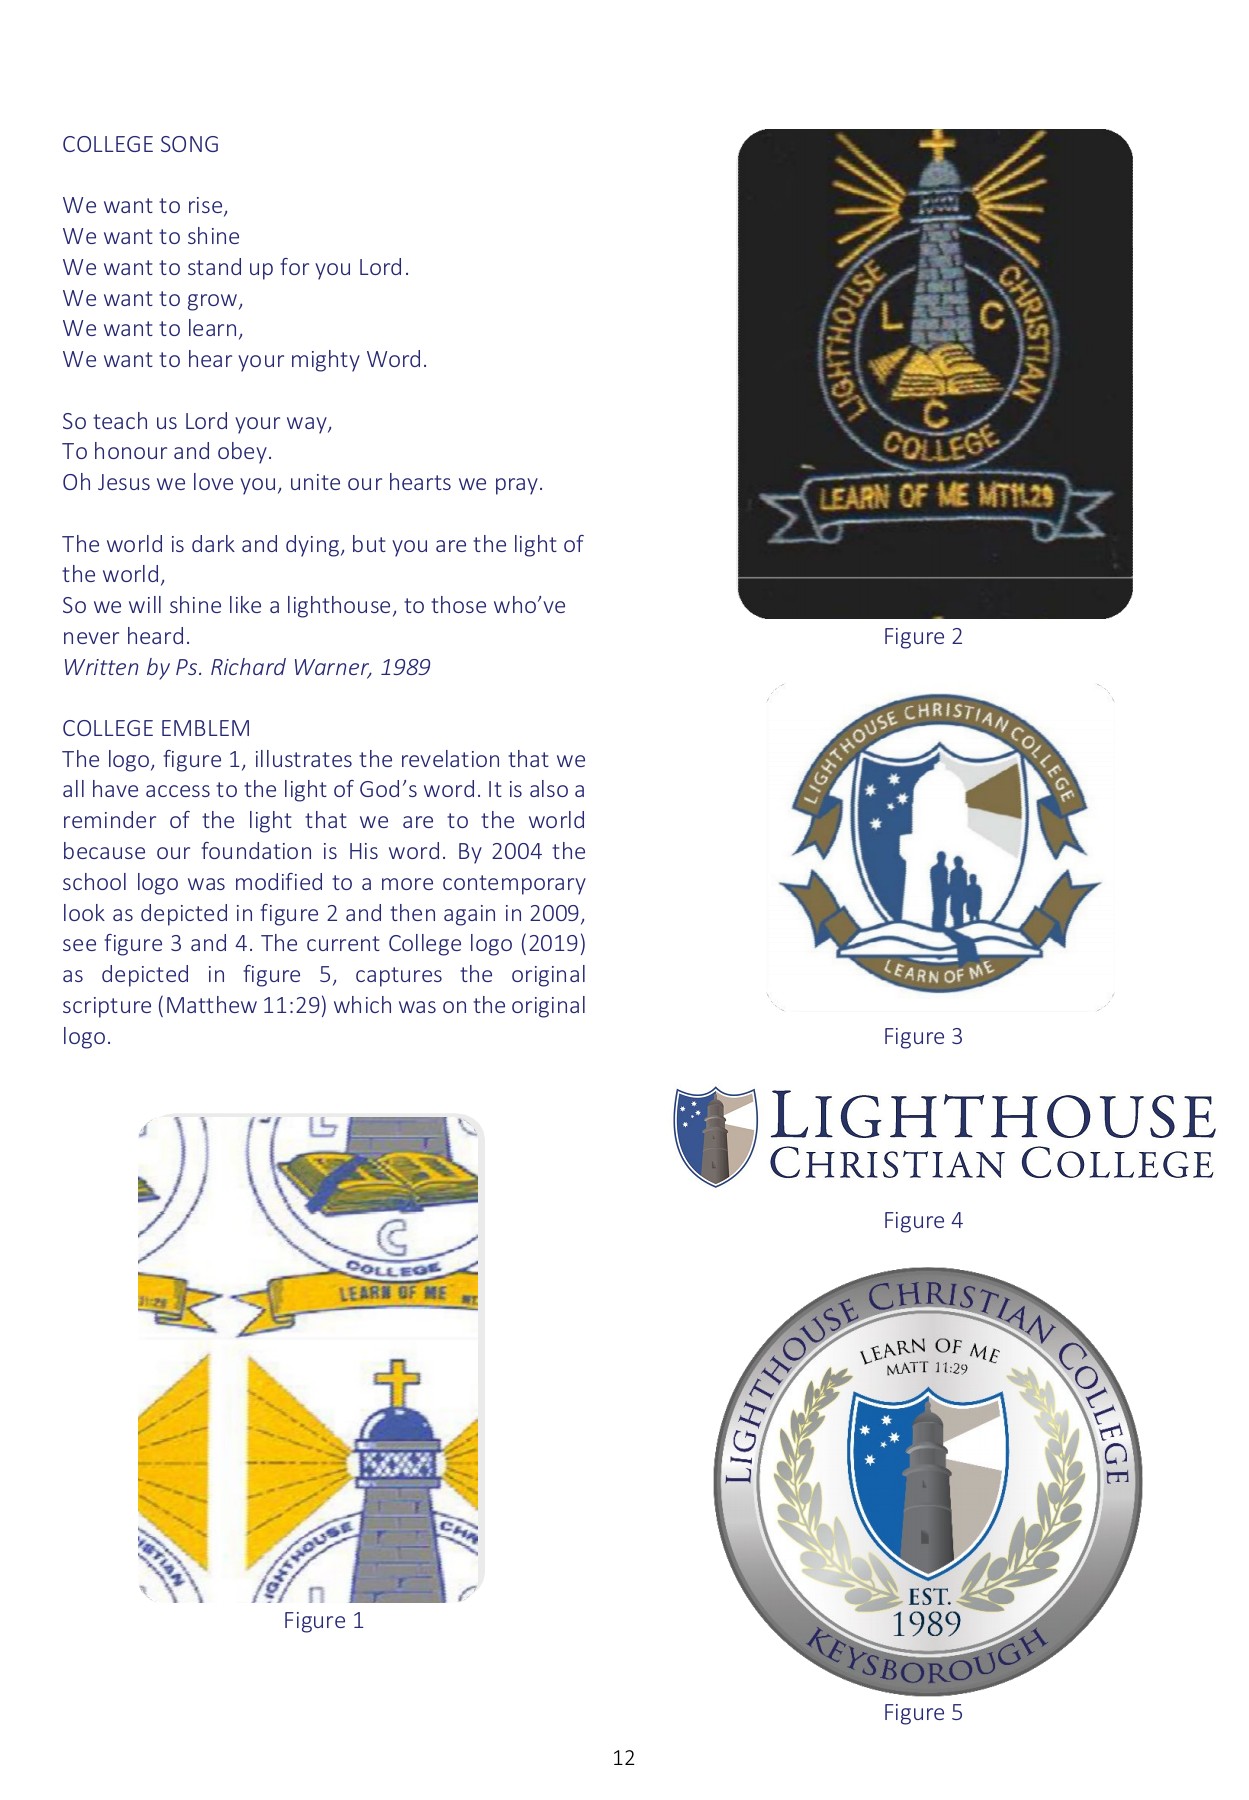 COLLEGE SONG
We want to rise,
We want to shine
We want to stand up for you Lord.
We want to grow,
We want to learn,
We want to hear your mighty Word.
So teach us Lord your way,
To honour and obey.
Oh Jesus we love you, unite our hearts we pray.
The world is dark and dying, but you are the light of
the world,
So we will shine like a lighthouse, to those who’ve
never heard.
Written by Ps. Richard Warner, 1989
COLLEGE EMBLEM
The logo, figure 1, illustrates the revelation that we
all have access to the light of God’s word. It is also a
reminder of the light that we are to the world
because our foundation is His word. By 2004 the
school logo was modified to a more contemporary
look as depicted in figure 2 and then again in 2009,
see figure 3 and 4. The current College logo (2019)
as depicted in figure 5, captures the original
scripture (Matthew 11:29) which was on the original
logo.
L
C
COLLEGE
LEARN OF ME
LIGHTHOUSE
Figure 1
LIGHTHOUSE CHRISTIAN
L C
C
COLLEGE
LEARN OF ME MT11.29
Figure 2
LIGHTHOUSE CHRISTIAN COLLEGE
LEARN OF ME
Figure 3
LIGHTHOUSE
CHRISTIAN COLLEGE
Figure 4
LIGHTHOUSE CHRISTIAN COLLEGE
LEARN OF ME
MATT 11:29
EST.
1989
KEYSBOROUGH
Figure 5
12